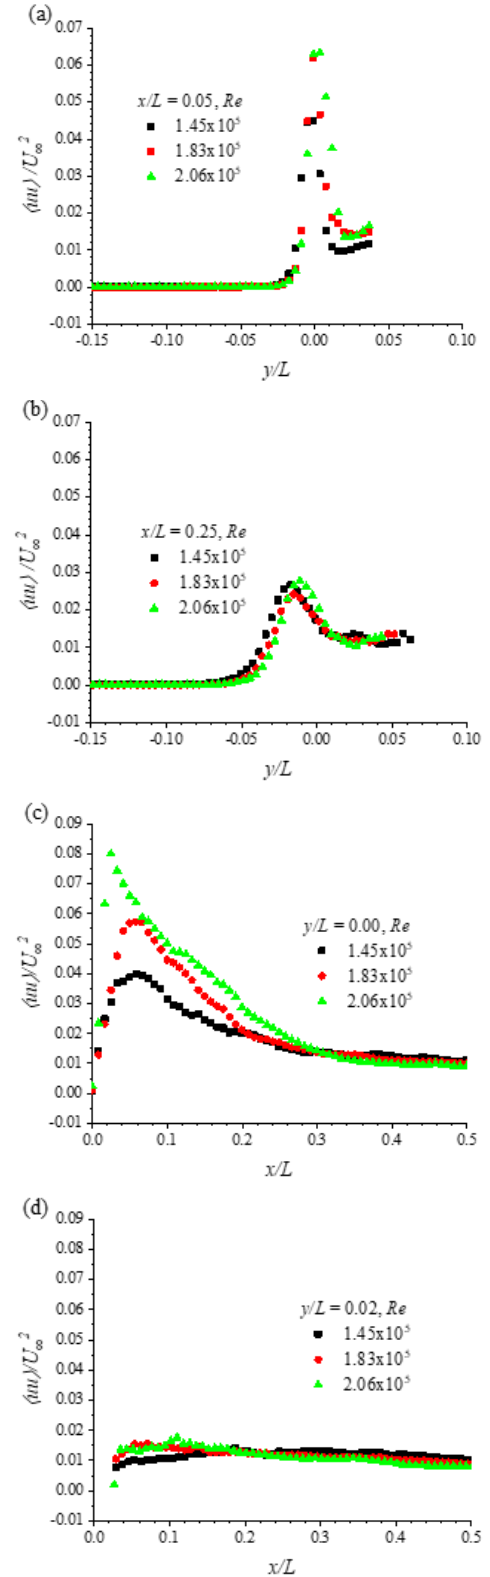 (a)
0.07
0.06
0.05
0.04
0.03
0.02
0.01
0.00
-0.01
⟨uu⟩ /U∞²
x/L = 0.05, Re
1.45x10⁵
1.83x10⁵
2.06x10⁵
-0.15 -0.10 -0.05 0.00 0.05 0.10
y/L
(b)
0.07
0.06
0.05
0.04
0.03
0.02
0.01
0.00
-0.01
⟨uu⟩ /U∞²
x/L = 0.25, Re
1.45x10⁵
1.83x10⁵
2.06x10⁵
-0.15 -0.10 -0.05 0.00 0.05 0.10
y/L
(c)
0.09
0.08
0.07
0.06
0.05
0.04
0.03
0.02
0.01
0.00
-0.01
⟨uu⟩/U∞²
y/L = 0.00, Re
1.45x10⁵
1.83x10⁵
2.06x10⁵
0.0 0.1 0.2 0.3 0.4 0.5
x/L
(d)
0.09
0.08
0.07
0.06
0.05
0.04
0.03
0.02
0.01
0.00
-0.01
⟨uu⟩/U∞²
y/L = 0.02, Re
1.45x10⁵
1.83x10⁵
2.06x10⁵
0.0 0.1 0.2 0.3 0.4 0.5
x/L